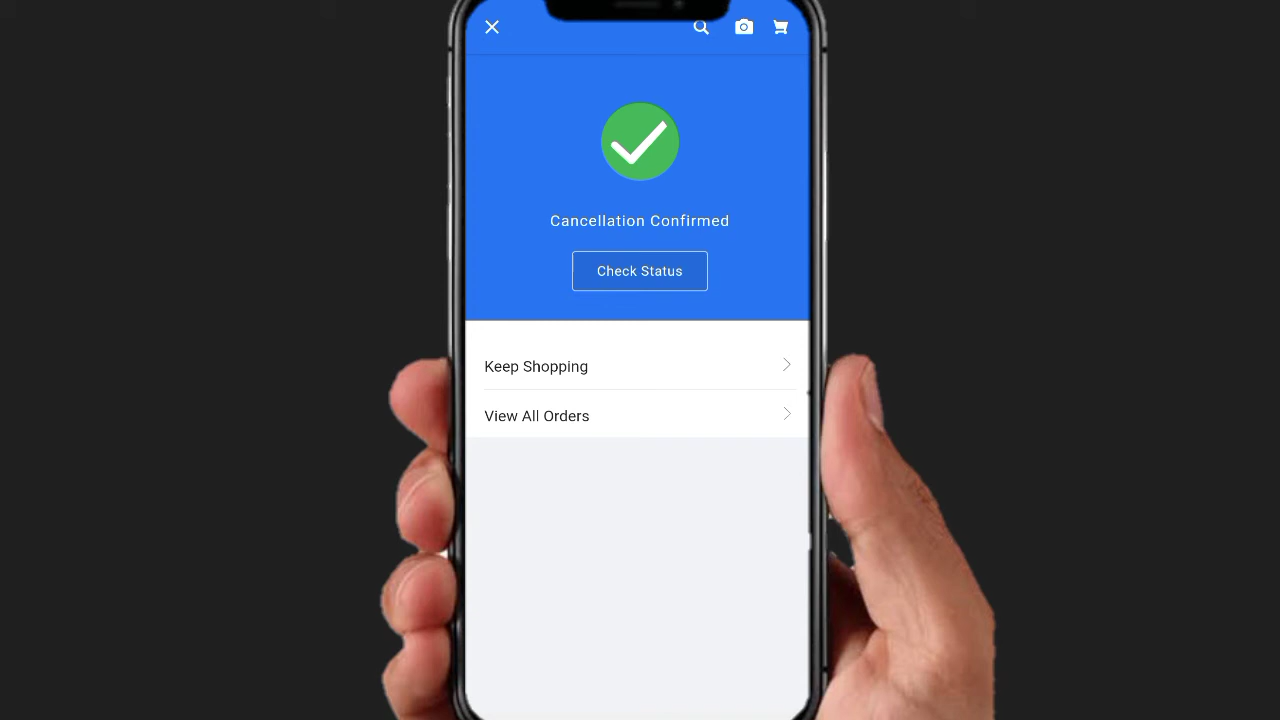 Cancellation Confirmed
Check Status
Keep Shopping
View All Orders